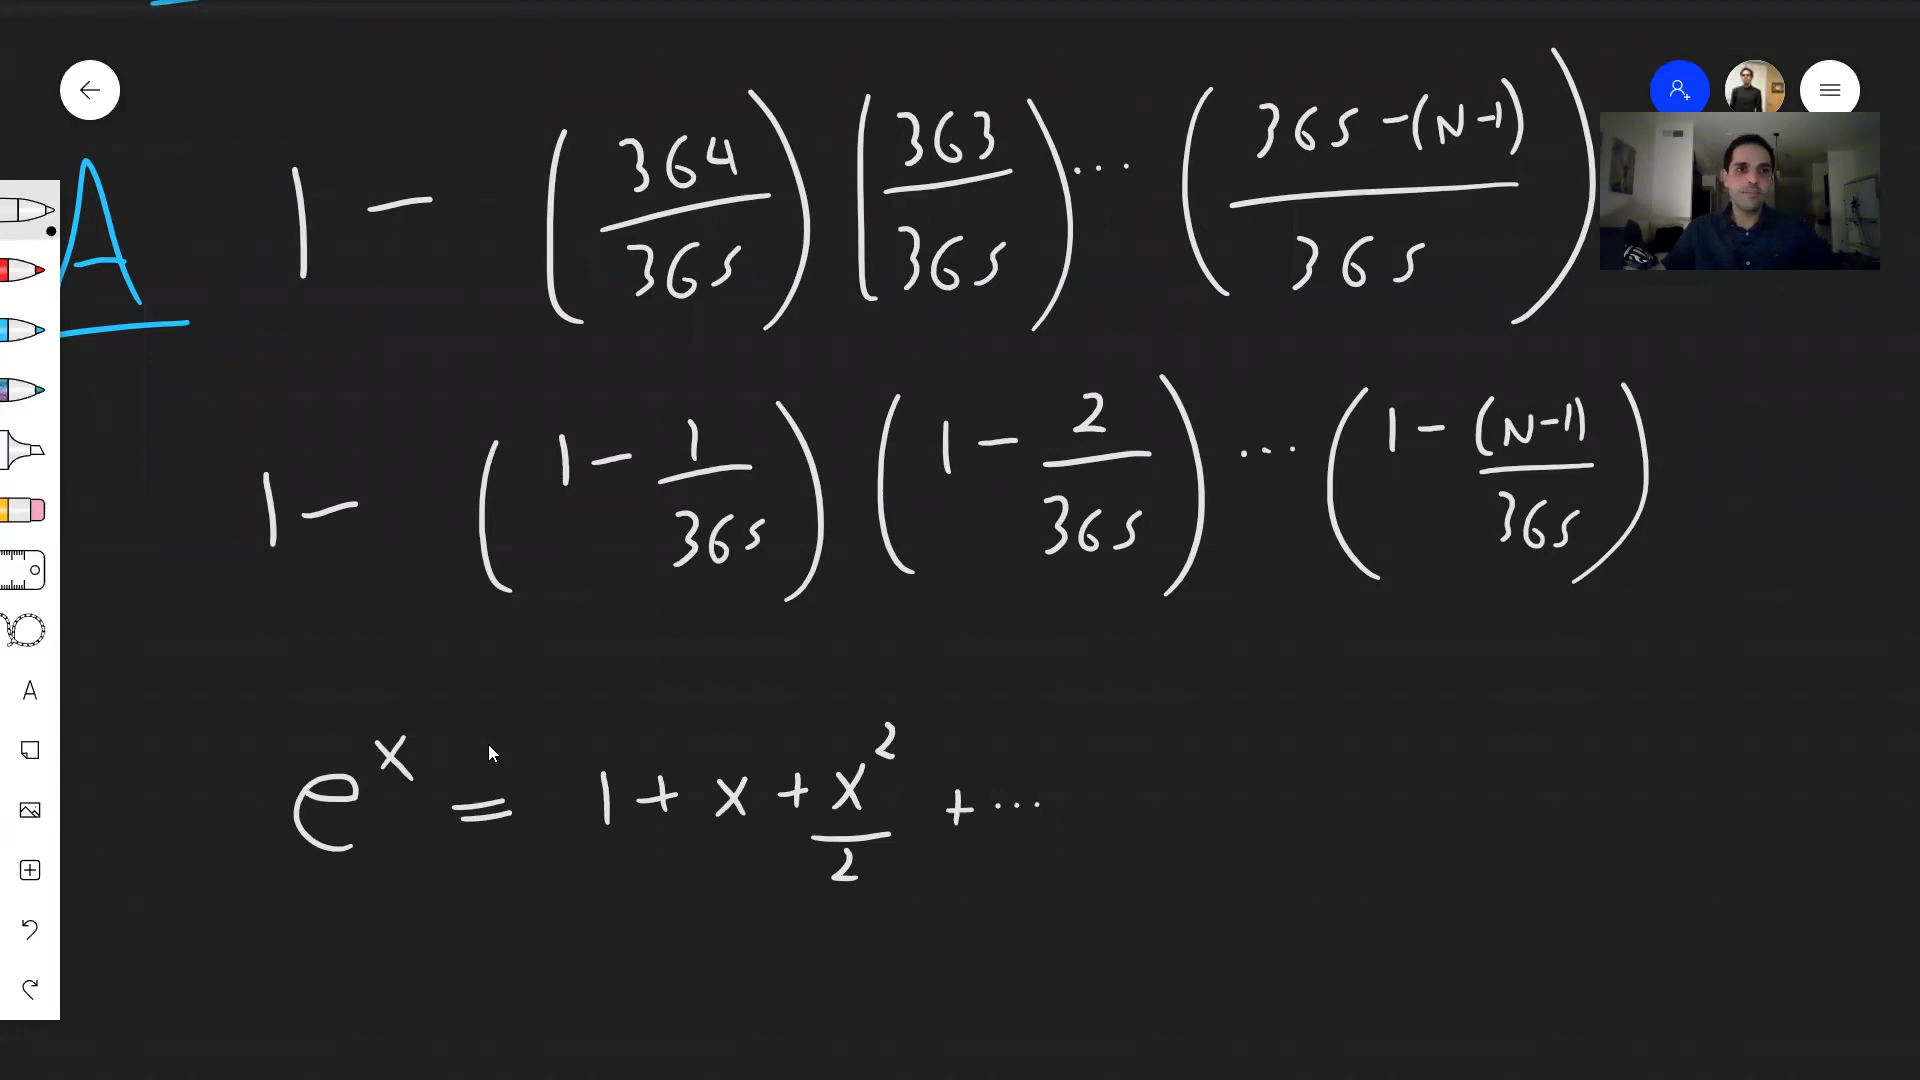 A 1 - (364/365) (363/365) ... (365-(N-1)/365)
1 - (1 - 1/365) (1 - 2/365) ... (1 - (N-1)/365)
e^x = 1 + x + x^2/2 + ...
A